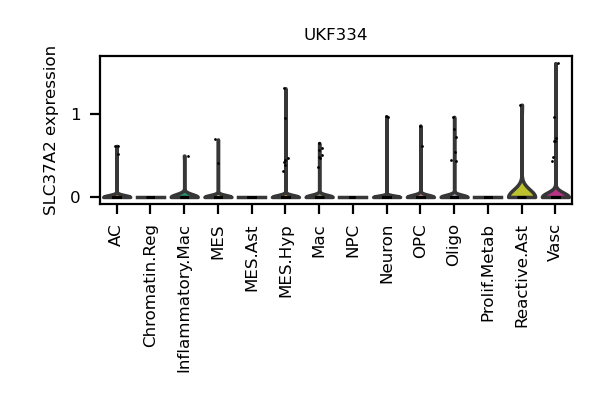 UKF334
SLC37A2 expression
1
0
AC
Chromatin.Reg
Inflammatory.Mac
MES
MES.Ast
MES.Hyp
Mac
NPC
Neuron
OPC
Oligo
Prolif.Metab
Reactive.Ast
Vasc